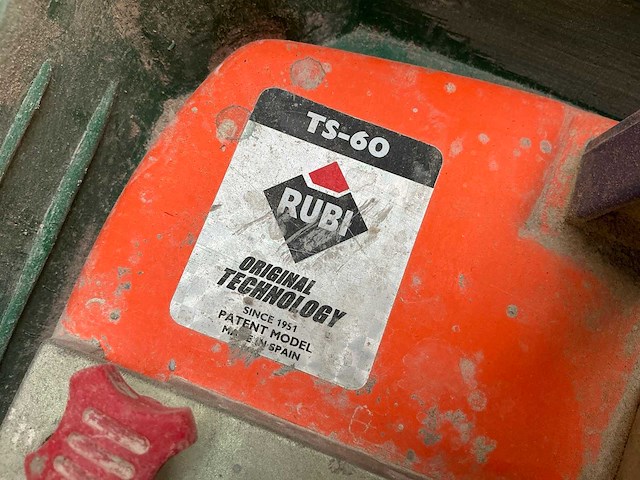 TS-60
RUBI
ORIGINAL
TECHNOLOGY
SINCE 1951
PATENT MODEL
MADE IN SPAIN